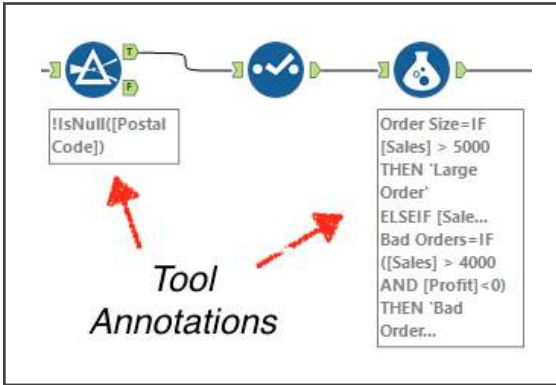 T
F
!IsNull([Postal
Code])
Order Size=IF
[Sales] > 5000
THEN 'Large
Order'
ELSEIF [Sale...
Bad Orders=IF
([Sales] > 4000
AND [Profit]<0)
THEN 'Bad
Order...
Tool
Annotations